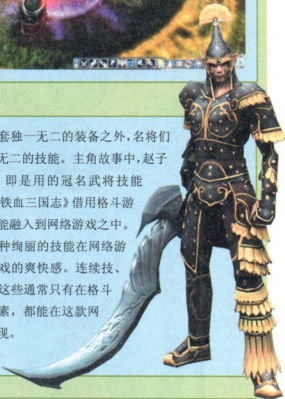 套独一无二的装备之外，名将们
无二的技能。主角故事中，赵子
即是用的冠名武将技能
铁血三国志》借用格斗游
能融入到网络游戏之中。
种绚丽的技能在网络游
戏的爽快感。连续技、
这些通常只有在格斗
素，都能在这款网
现。